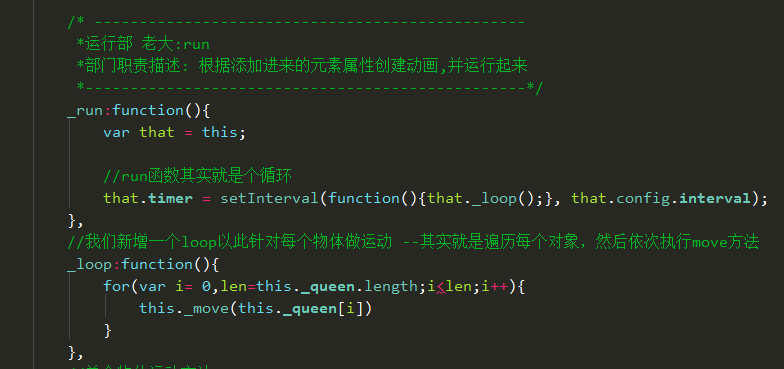 /* ------------------------------------------------
*运行部 老大:run
*部门职责描述: 根据添加进来的元素属性创建动画,并运行起来
*-------------------------------------------------*/
_run:function(){
var that = this;
//run函数其实就是个循环
that.timer = setInterval(function(){that._loop();}, that.config.interval);
},
//我们新增一个loop以此针对每个物体做运动 --其实就是遍历每个对象，然后依次执行move方法
_loop:function(){
for(var i= 0,len=this._queen.length;i<len;i++){
this._move(this._queen[i])
}
},